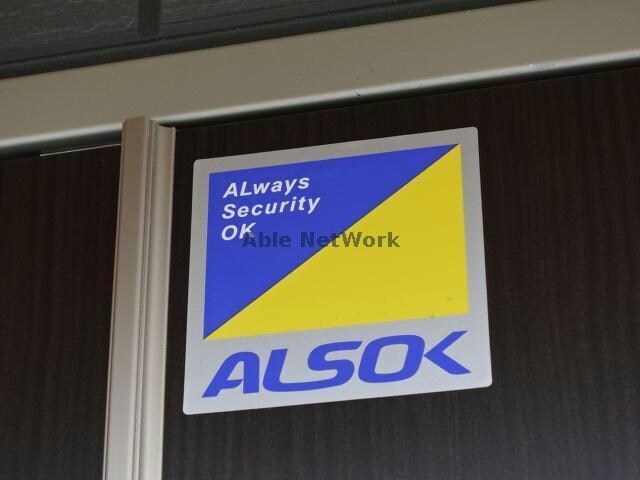 ALways
Security
OK
Able NetWork
ALSOK